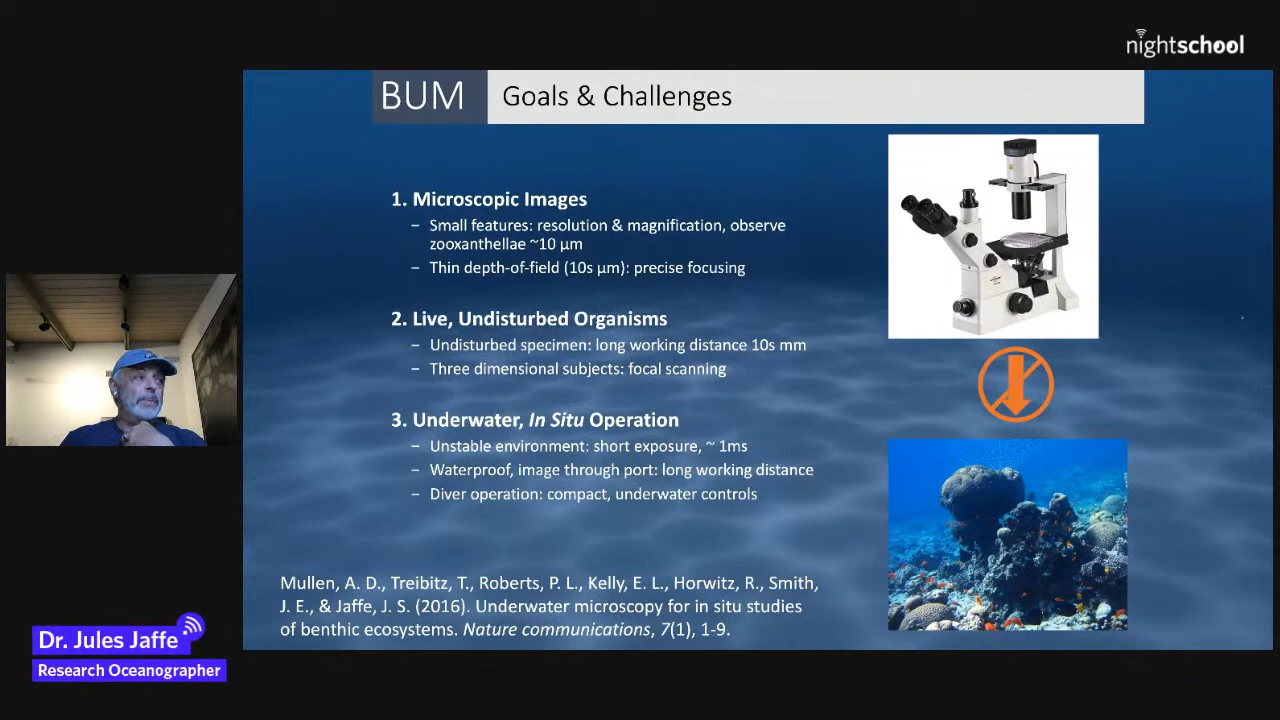 nightschool
BUM Goals & Challenges
1. Microscopic Images
– Small features: resolution & magnification, observe
zooxanthellae ~10 µm
– Thin depth-of-field (10s µm): precise focusing
2. Live, Undisturbed Organisms
– Undisturbed specimen: long working distance 10s mm
– Three dimensional subjects: focal scanning
3. Underwater, In Situ Operation
– Unstable environment: short exposure, ~ 1ms
– Waterproof, image through port: long working distance
– Diver operation: compact, underwater controls
Mullen, A. D., Treibitz, T., Roberts, P. L., Kelly, E. L., Horwitz, R., Smith,
J. E., & Jaffe, J. S. (2016). Underwater microscopy for in situ studies
of benthic ecosystems. Nature communications, 7(1), 1-9.
Dr. Jules Jaffe
Research Oceanographer